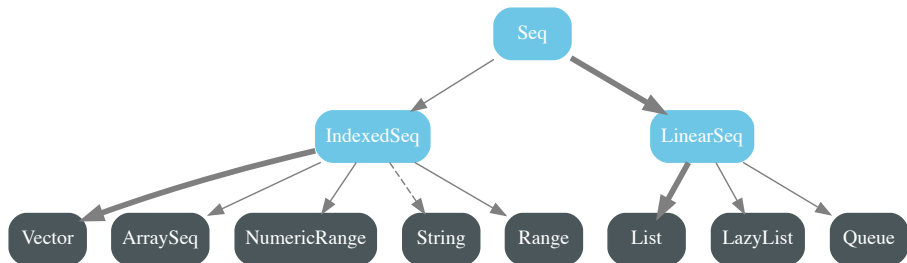 Seq
IndexedSeq
LinearSeq
Vector
ArraySeq
NumericRange
String
Range
List
LazyList
Queue